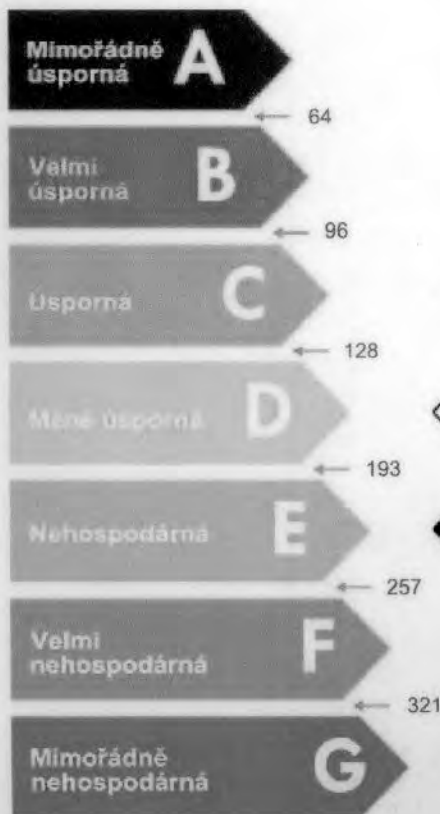 Mimořádně
úsporná A
64
Velmi
úsporná B
96
Úsporná C
128
Méně úsporná D
193
Nehospodárná E
257
Velmi
nehospodárná F
321
Mimořádně
nehospodárná G